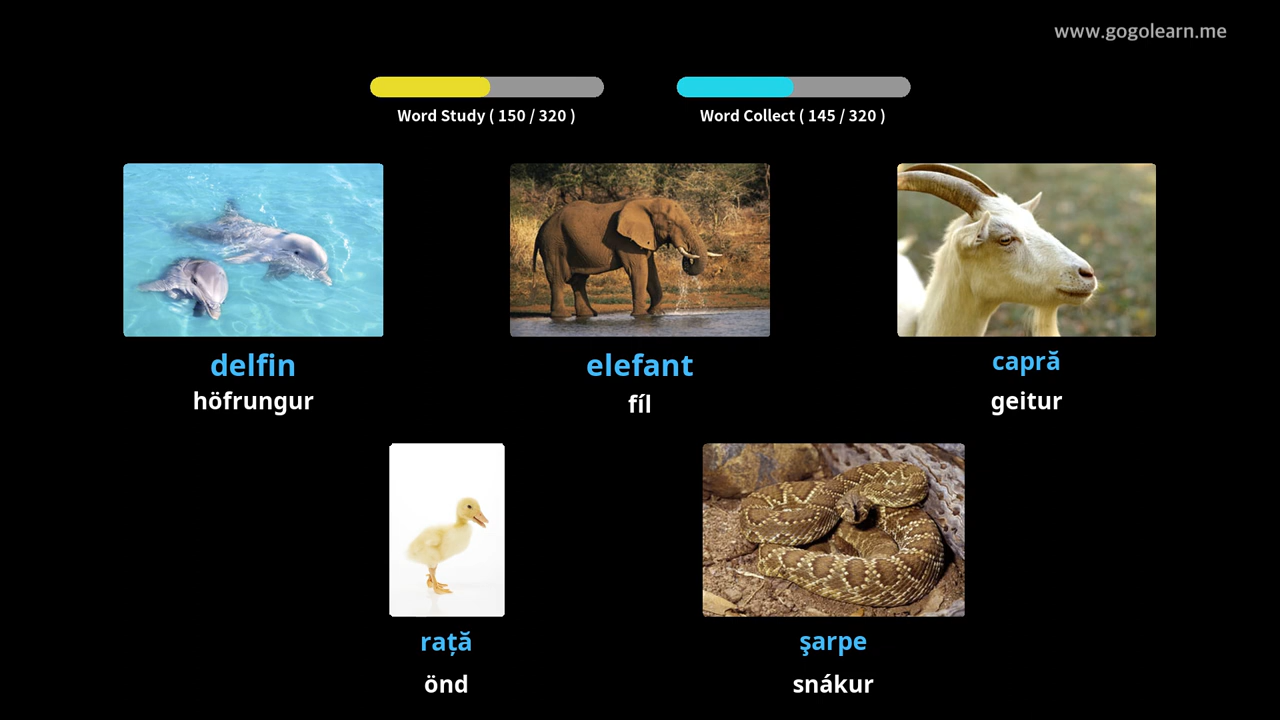 www.gogolearn.me
Word Study ( 150 / 320 )
Word Collect ( 145 / 320 )
delfin
höfrungur
elefant
fíl
capră
geitur
rață
önd
şarpe
snákur